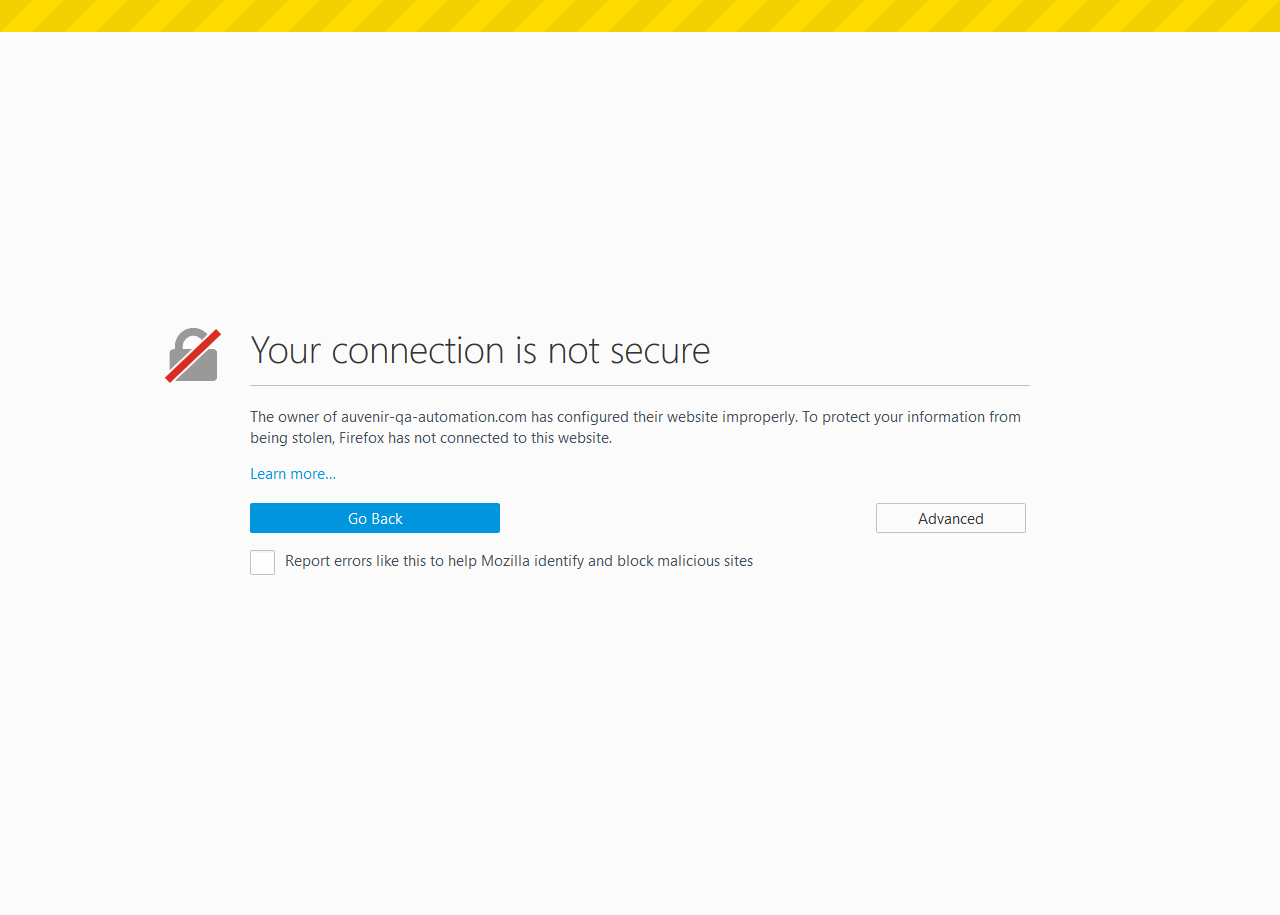 Your connection is not secure
The owner of auvenir-qa-automation.com has configured their website improperly. To protect your information from
being stolen, Firefox has not connected to this website.
Learn more...
Go Back
Advanced
Report errors like this to help Mozilla identify and block malicious sites